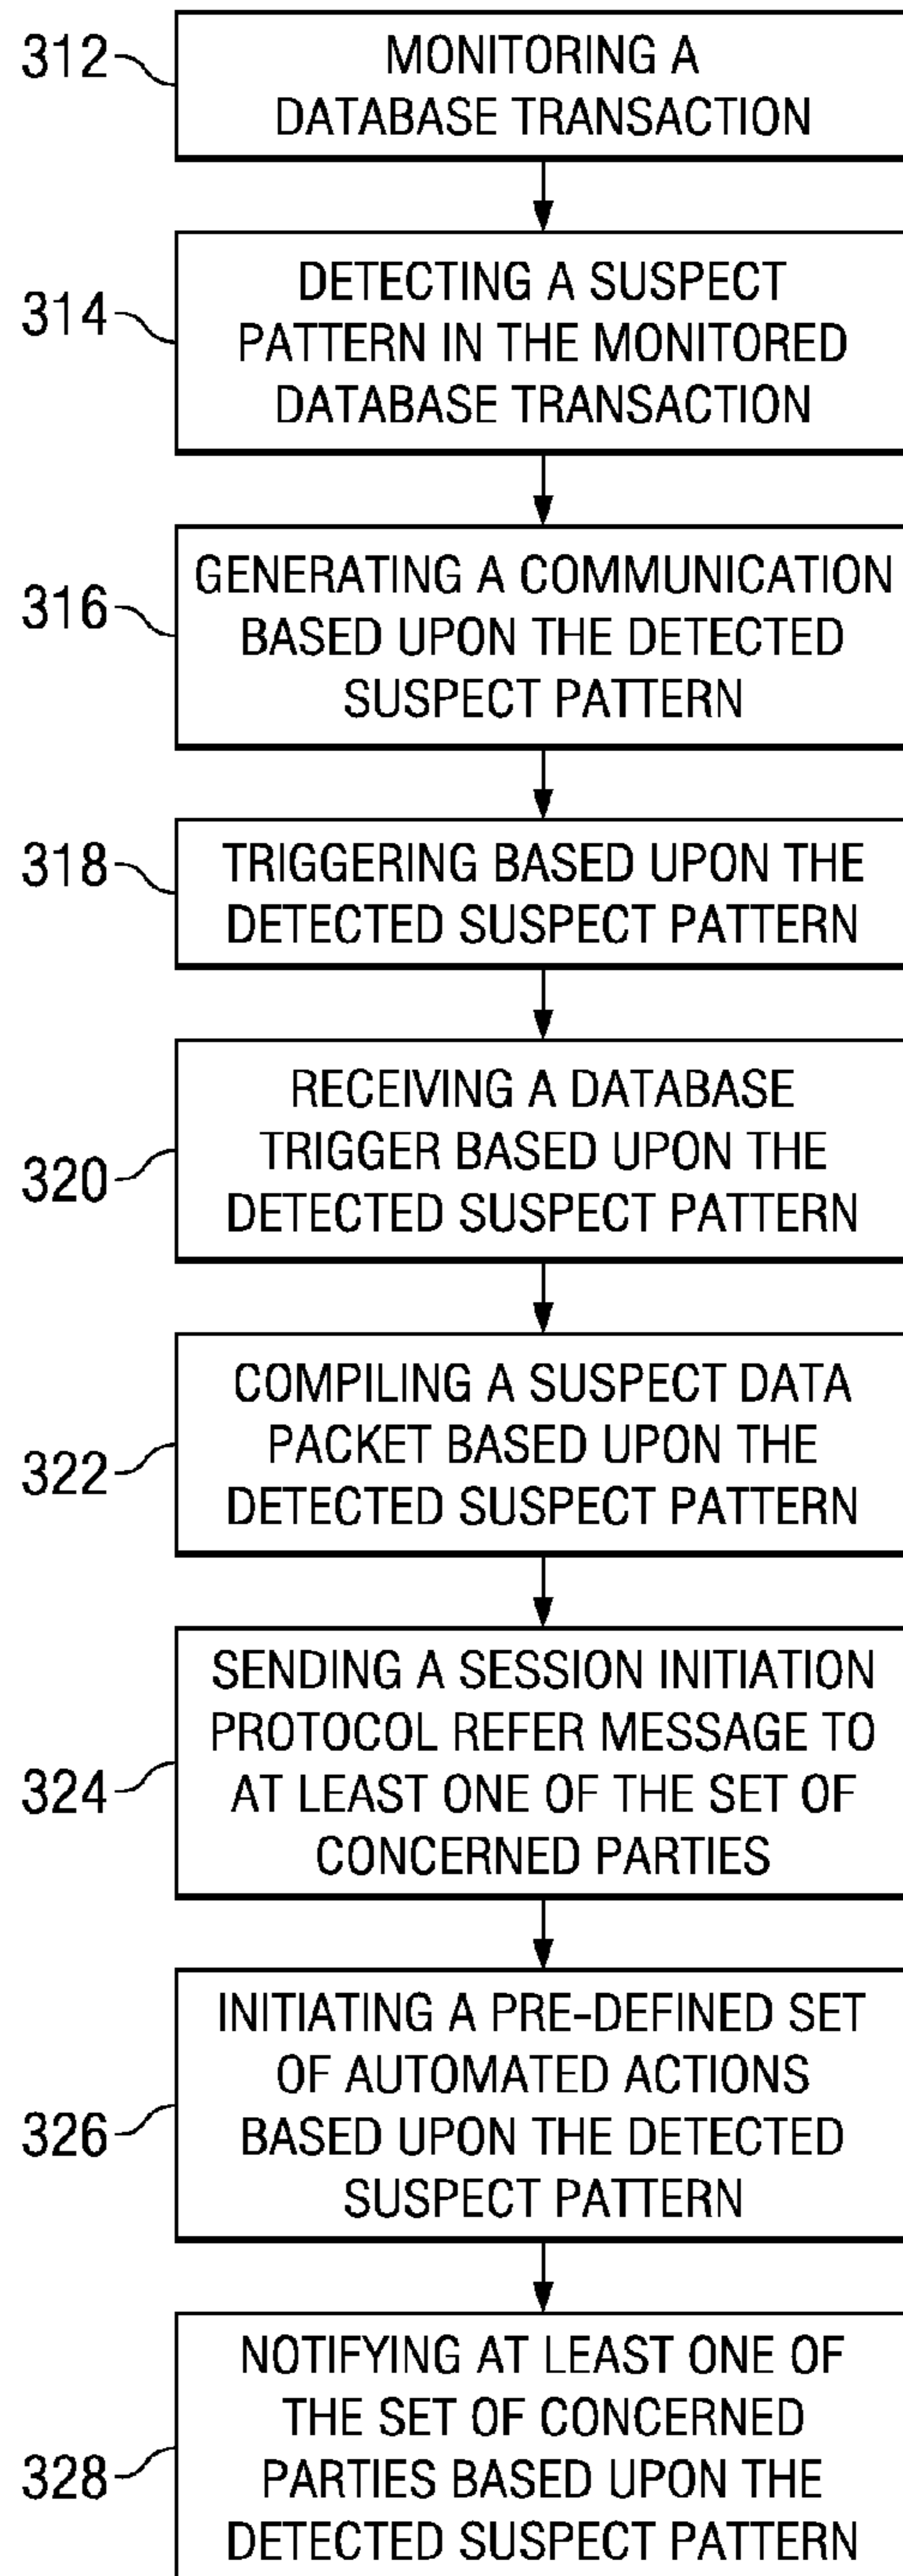 312
MONITORING A
DATABASE TRANSACTION
314
DETECTING A SUSPECT
PATTERN IN THE MONITORED
DATABASE TRANSACTION
316
GENERATING A COMMUNICATION
BASED UPON THE DETECTED
SUSPECT PATTERN
318
TRIGGERING BASED UPON THE
DETECTED SUSPECT PATTERN
320
RECEIVING A DATABASE
TRIGGER BASED UPON THE
DETECTED SUSPECT PATTERN
322
COMPILING A SUSPECT DATA
PACKET BASED UPON THE
DETECTED SUSPECT PATTERN
324
SENDING A SESSION INITIATION
PROTOCOL REFER MESSAGE TO
AT LEAST ONE OF THE SET OF
CONCERNED PARTIES
326
INITIATING A PRE-DEFINED SET
OF AUTOMATED ACTIONS
BASED UPON THE DETECTED
SUSPECT PATTERN
328
NOTIFYING AT LEAST ONE OF
THE SET OF CONCERNED
PARTIES BASED UPON THE
DETECTED SUSPECT PATTERN